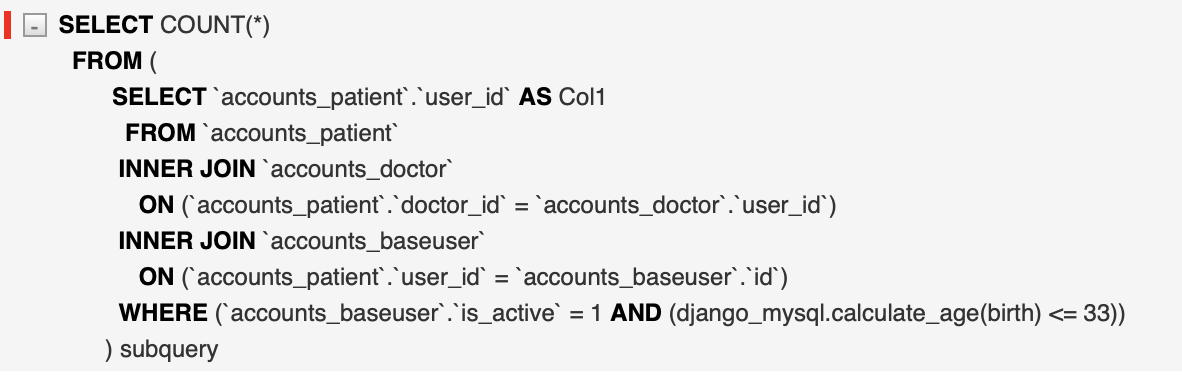 - SELECT COUNT(*)
FROM (
SELECT `accounts_patient`.`user_id` AS Col1
FROM `accounts_patient`
INNER JOIN `accounts_doctor`
ON (`accounts_patient`.`doctor_id` = `accounts_doctor`.`user_id`)
INNER JOIN `accounts_baseuser`
ON (`accounts_patient`.`user_id` = `accounts_baseuser`.`id`)
WHERE (`accounts_baseuser`.`is_active` = 1 AND (django_mysql.calculate_age(birth) <= 33))
) subquery